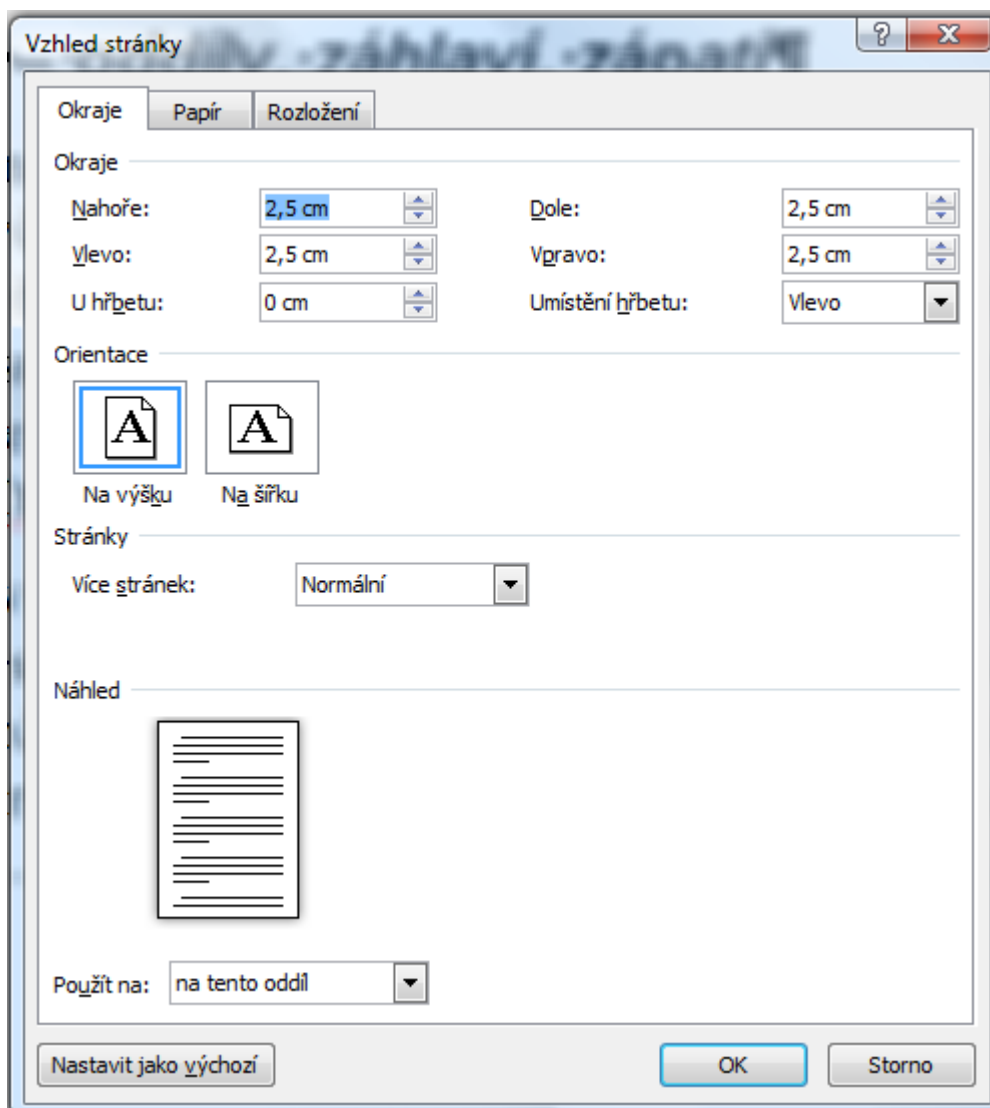 Vzhled stránky
záhlaví zápatří
Okraje Papír Rozložení
Okraje
Nahoře: 2,5 cm Dole: 2,5 cm
Vlevo: 2,5 cm Vpravo: 2,5 cm
U hřbetu: 0 cm Umístění hřbetu: Vlevo
Orientace
A A
Na výšku Na šířku
Stránky
Více stránek: Normální
Náhled
Použít na: na tento oddíl
Nastavit jako výchozí OK Storno